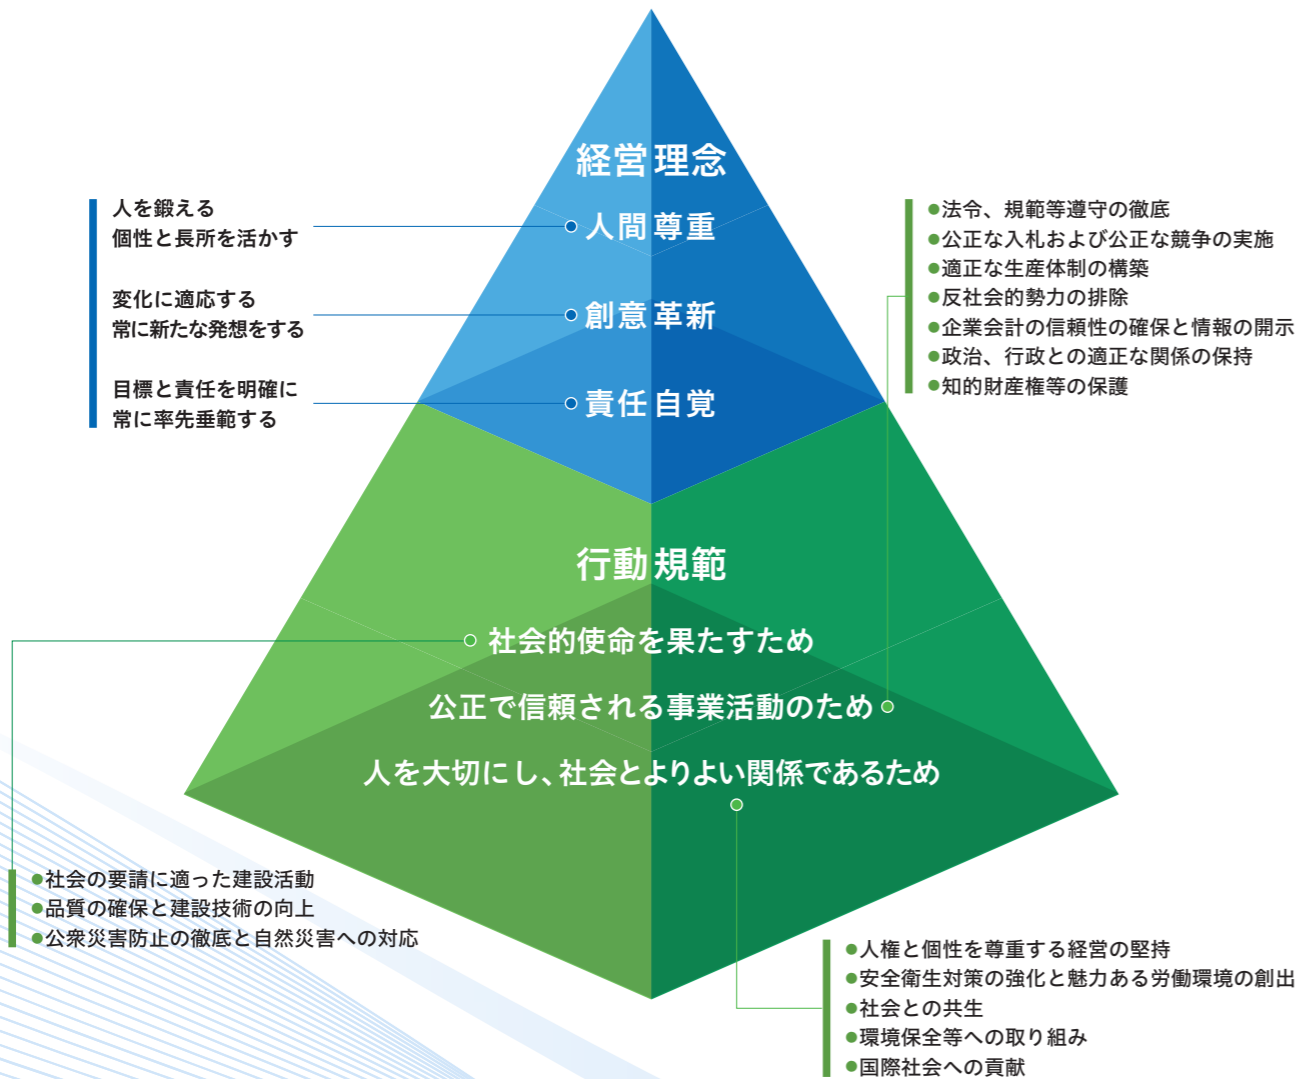 経営理念
人間尊重
創意革新
責任自覚
人を鍛える
個性と長所を活かす
変化に適応する
常に新たな発想をする
目標と責任を明確に
常に率先垂範する
●法令、規範等遵守の徹底
●公正な入札および公正な競争の実施
●適正な生産体制の構築
●反社会的勢力の排除
●企業会計の信頼性の確保と情報の開示
●政治、行政との適正な関係の保持
●知的財産権等の保護
行動規範
社会的使命を果たすため
公正で信頼される事業活動のため
人を大切にし、社会とよりよい関係であるため
●社会の要請に適った建設活動
●品質の確保と建設技術の向上
●公衆災害防止の徹底と自然災害への対応
●人権と個性を尊重する経営の堅持
●安全衛生対策の強化と魅力ある労働環境の創出
●社会との共生
●環境保全等への取り組み
●国際社会への貢献